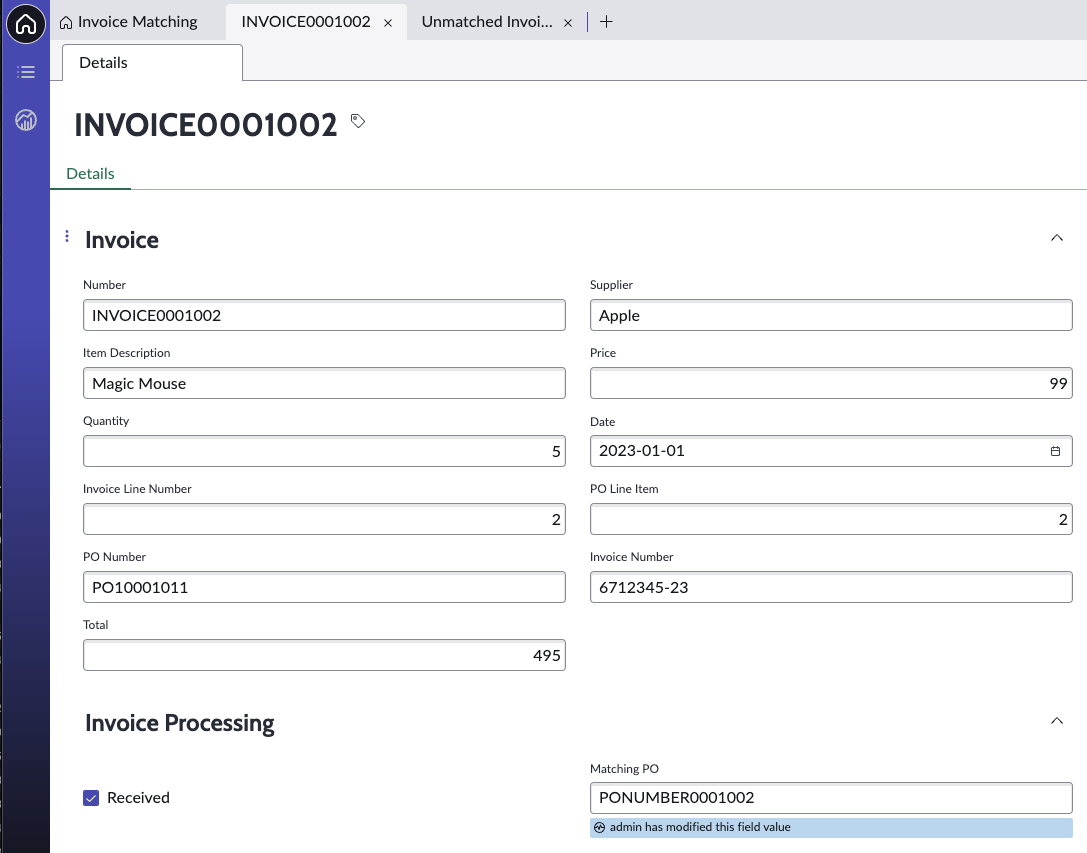 Invoice Matching
INVOICE0001002
Unmatched Invoi...
Details
INVOICE0001002
Details
Invoice
Number
INVOICE0001002
Supplier
Apple
Item Description
Magic Mouse
Price
99
Quantity
5
Date
2023-01-01
Invoice Line Number
2
PO Line Item
2
PO Number
PO10001011
Invoice Number
6712345-23
Total
495
Invoice Processing
Received
Matching PO
PONUMBER0001002
admin has modified this field value